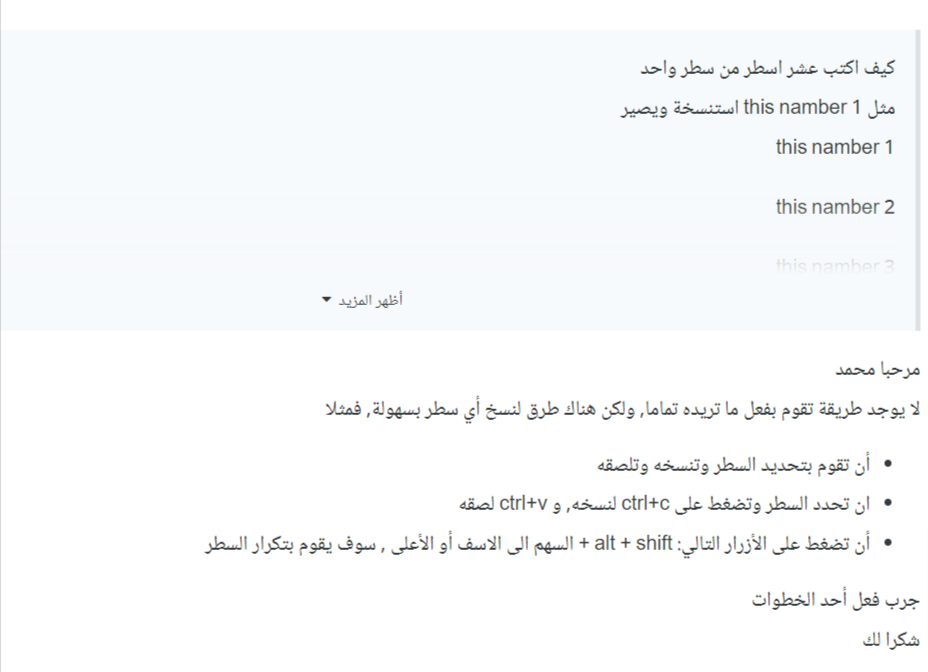 كيف اكتب عشر اسطر من سطر واحد
مثل this namber 1 استنسخة ويصير
this namber 1
this namber 2
this namber 3
أظهر المزيد
مرحبا محمد
لا يوجد طريقة تقوم بفعل ما تريده تماما, ولكن هناك طرق لنسخ أي سطر بسهولة, فمثلا
أن تقوم بتحديد السطر وتنسخه وتلصقه
ان تحدد السطر وتضغط على ctrl+c لنسخه, و ctrl+v لصقه
أن تضغط على الأزرار التالي: alt + shift + السهم الى الاسف أو الأعلى , سوف يقوم بتكرار السطر
جرب فعل أحد الخطوات
شكرا لك